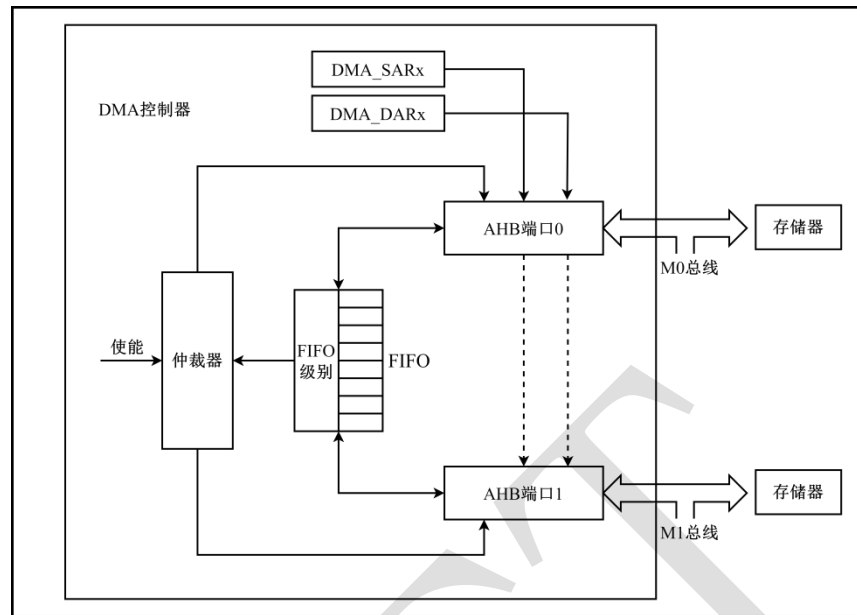 DMA_SARx
DMA控制器
DMA_DARx
AHB端口0
存储器
M0总线
使能
仲裁器
FIFO
级别
FIFO
AHB端口1
存储器
M1总线